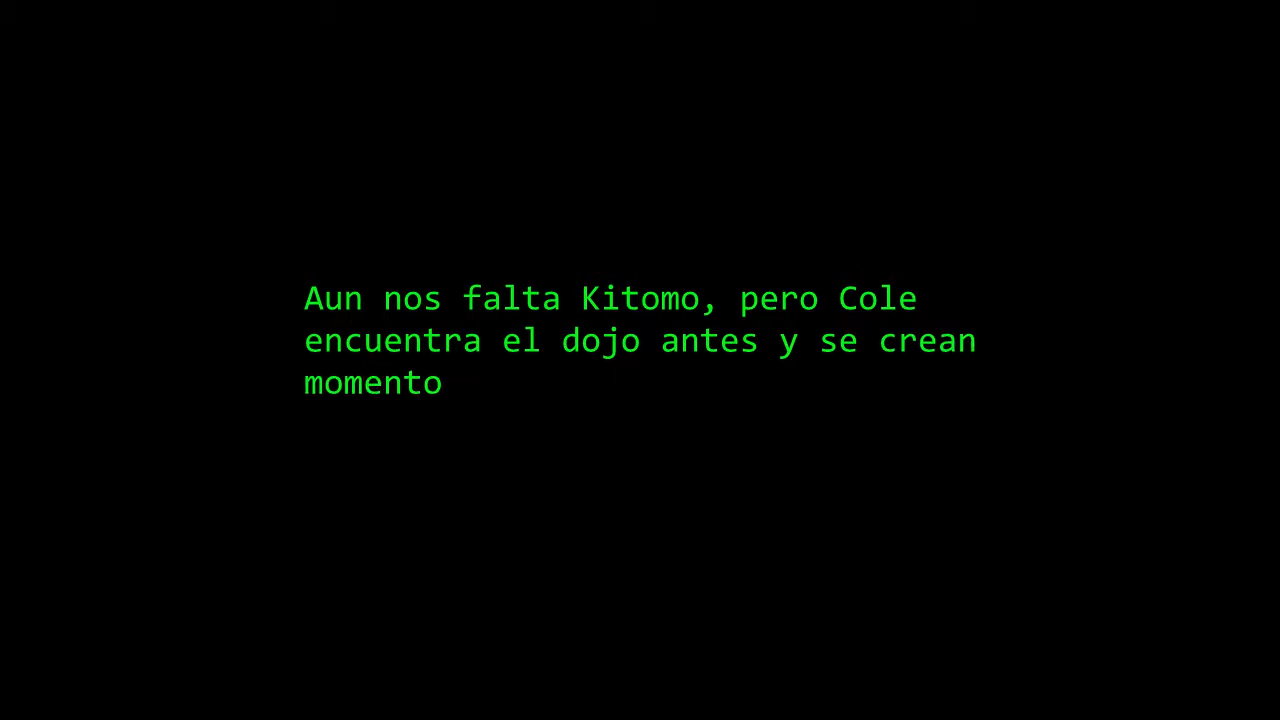 Aun nos falta Kitomo, pero Cole
encuentra el dojo antes y se crean
momento